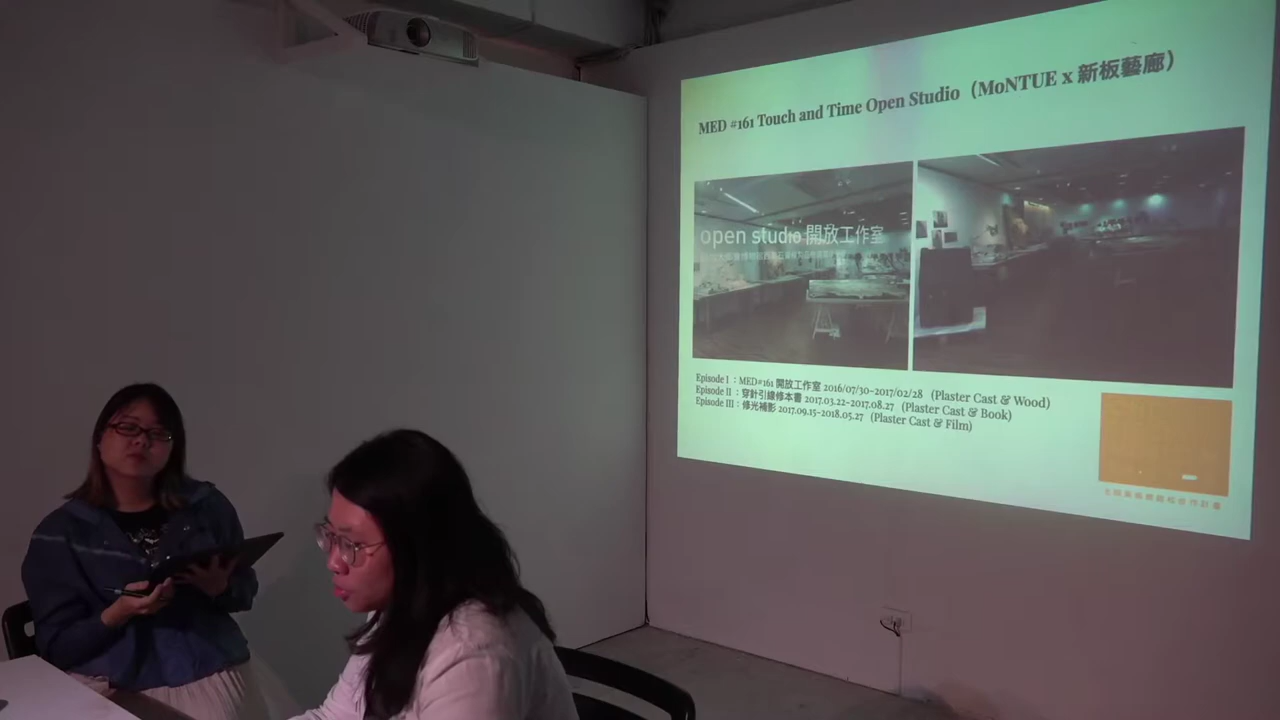 MED #161 Touch and Time Open Studio（MoNTUE x 新板藝廊）
open studio 開放工作室
Episode I ：MED#161 開放工作室 2016/07/30-2017/02/28 (Plaster Cast & Wood)
Episode II ：穿針引線修本書 2017.03.22-2017.08.27 (Plaster Cast & Book)
Episode III：修光補影 2017.09.15-2018.05.27 (Plaster Cast & Film)